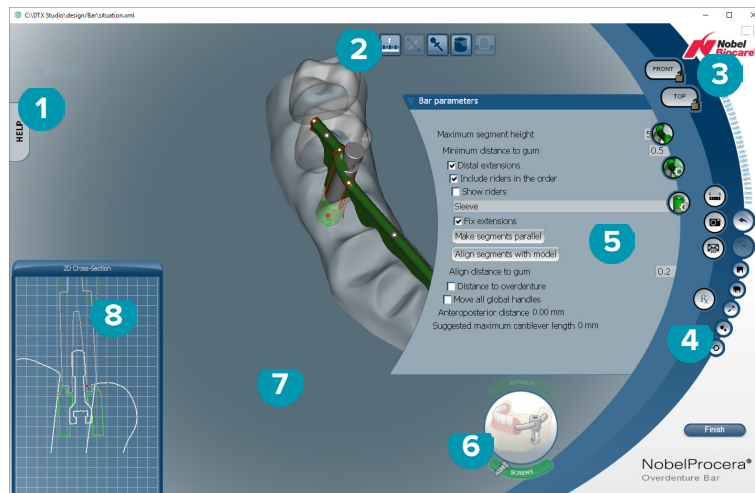 C:\DTX Studio\design/Bar\situation.xml
Nobel
Biocare
2
3
FRONT
TOP
1
HELP
Bar parameters
Maximum segment height 5
Minimum distance to gum 0.5
Distal extensions
Include riders in the order
Show riders
Sleeve
Fix extensions
5
Make segments parallel
Align segments with model
Align distance to gum 0.2
Distance to overdenture
Move all global handles
Anteroposterior distance 0.00 mm
Suggested maximum cantilever length 0 mm
2D Cross-Section
8
Rx
4
7
6
SCREWS
Finish
NobelProcera®
Overdenture Bar